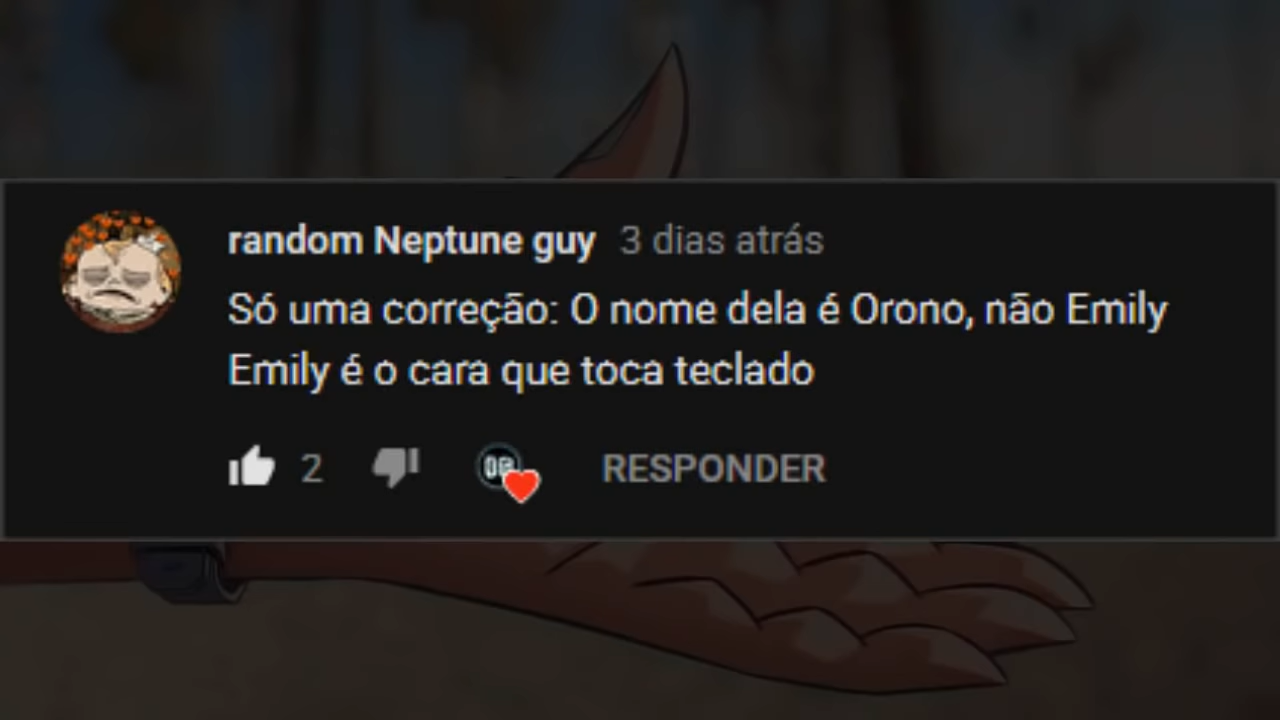 random Neptune guy 3 dias atrás
Só uma correção: O nome dela é Orono, não Emily
Emily é o cara que toca teclado
2 RESPONDER